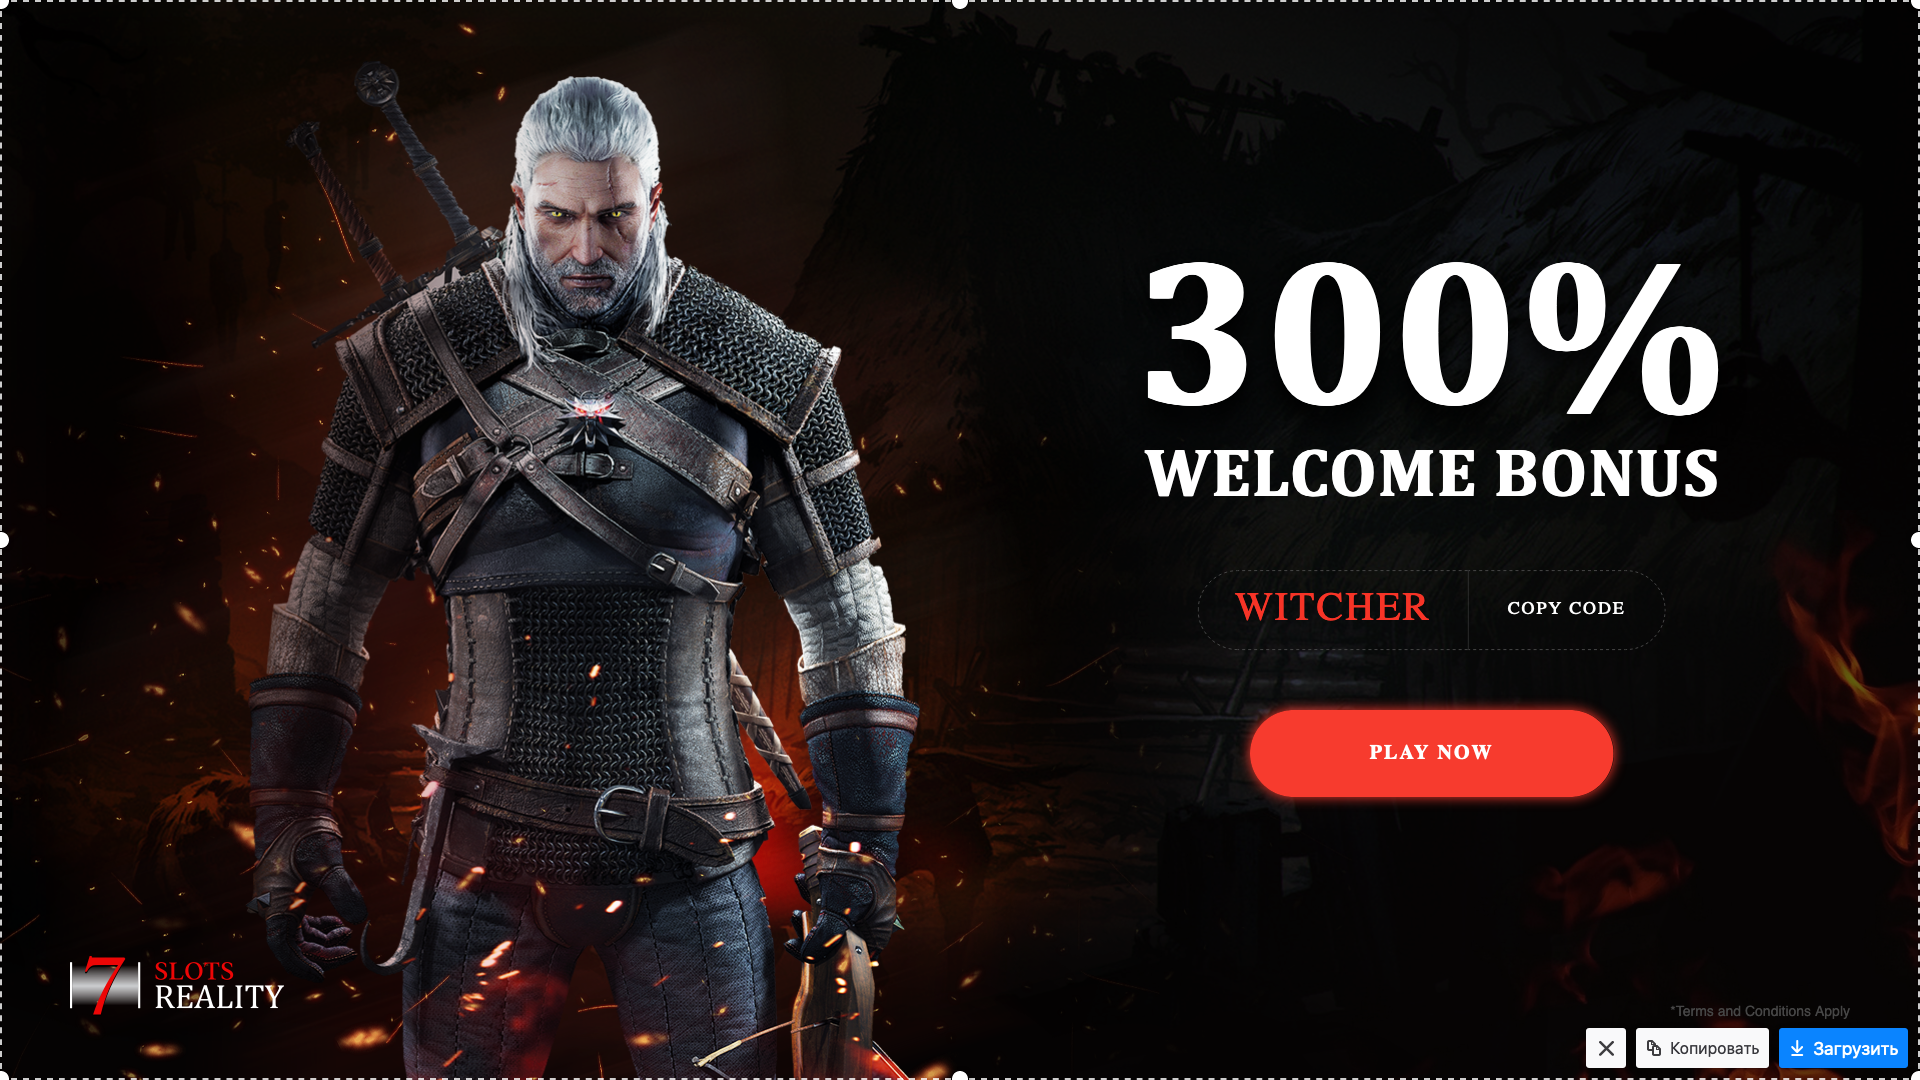 300%
WELCOME BONUS
WITCHER
COPY CODE
PLAY NOW
7 SLOTS
REALITY
*Terms and Conditions Apply
Копировать
Загрузить